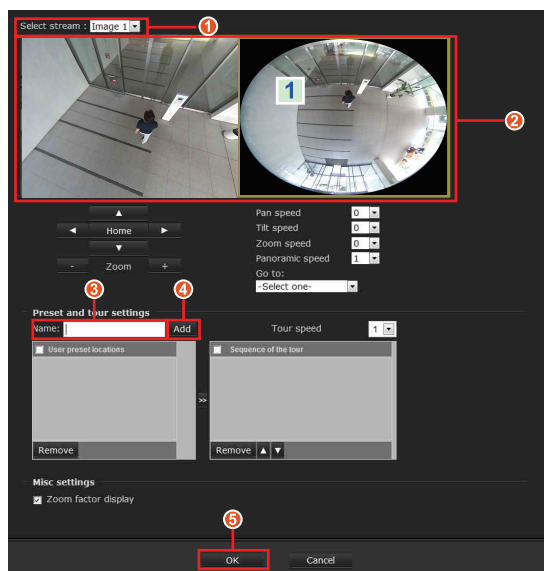 Select stream : Image 1
1
1
2
Pan speed 0
Home
Tilt speed 0
Zoom speed 0
- Zoom +
Panoramic speed 1
Go to:
-Select one-
3
4
Preset and tour settings
Name: Add Tour speed 1
User preset locations
Sequence of the tour
>>
Remove
Remove
Misc settings
Zoom factor display
5
OK Cancel